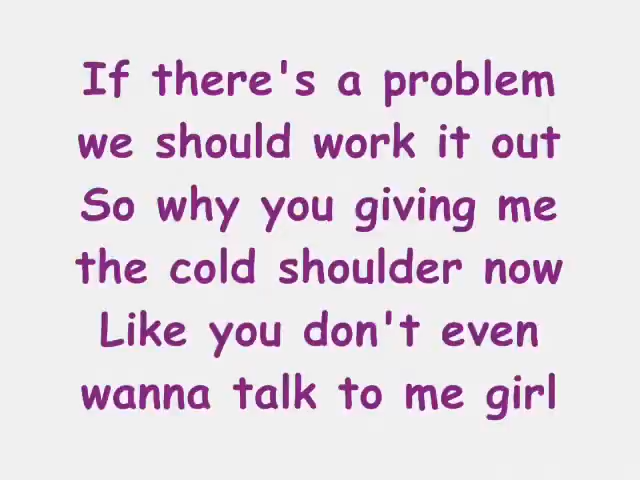 If there's a problem
we should work it out
So why you giving me
the cold shoulder now
Like you don't even
wanna talk to me girl